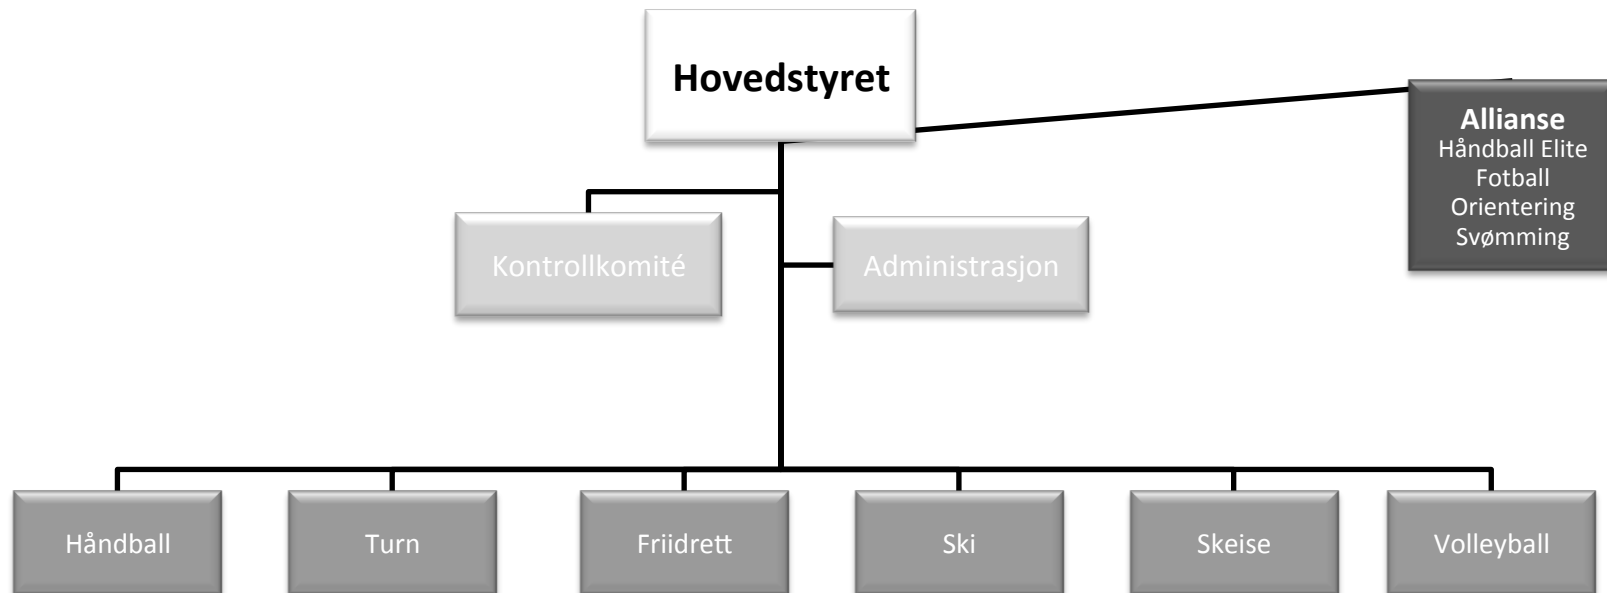 Hovedstyret
Allianse
Håndball Elite
Fotball
Orientering
Svømming
Kontrollkomité
Administrasjon
Håndball
Turn
Friidrett
Ski
Skeise
Volleyball